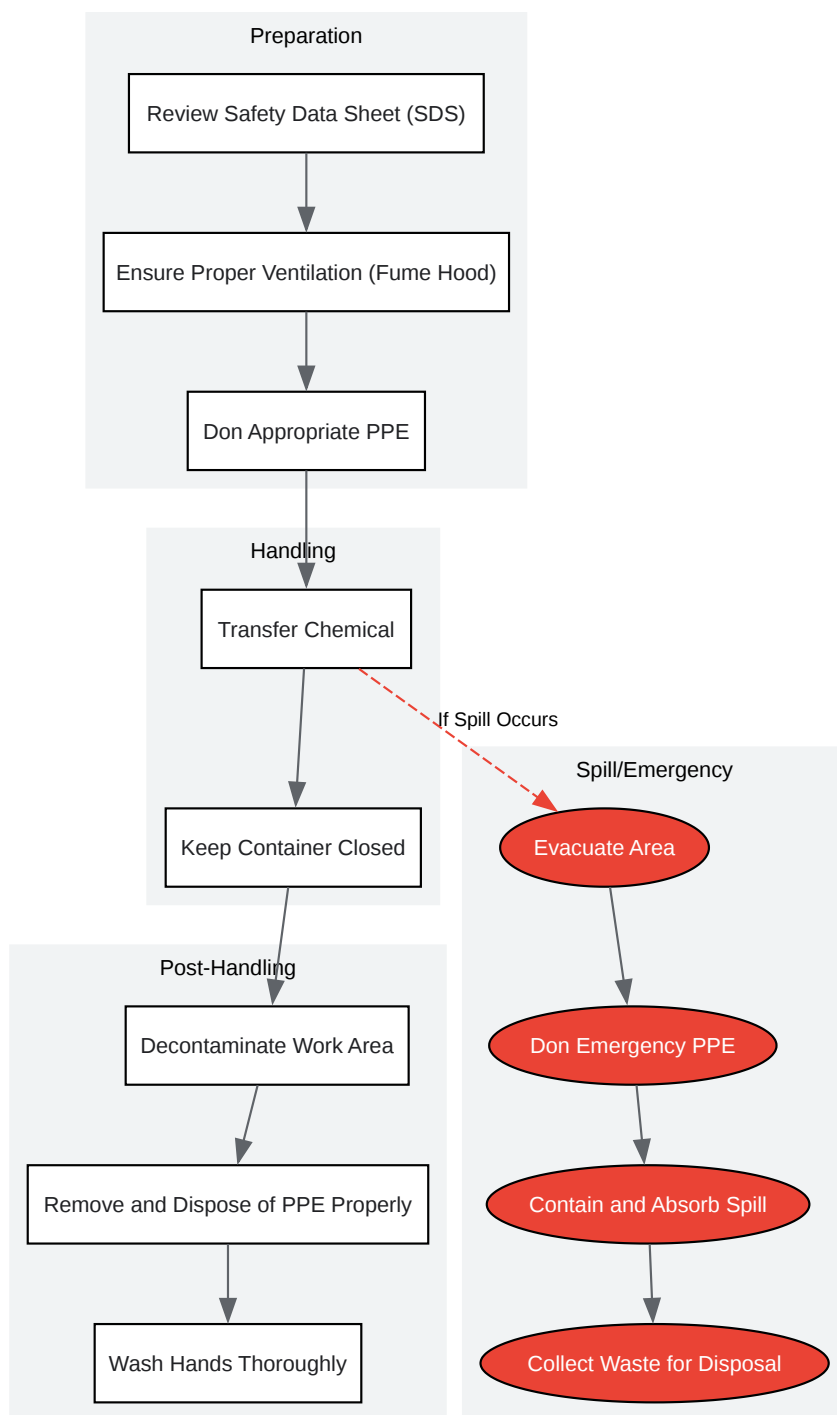 Preparation
Review Safety Data Sheet (SDS)
Ensure Proper Ventilation (Fume Hood)
Don Appropriate PPE
Handling
Transfer Chemical
If Spill Occurs
Keep Container Closed
Spill/Emergency
Evacuate Area
Don Emergency PPE
Contain and Absorb Spill
Collect Waste for Disposal
Post-Handling
Decontaminate Work Area
Remove and Dispose of PPE Properly
Wash Hands Thoroughly